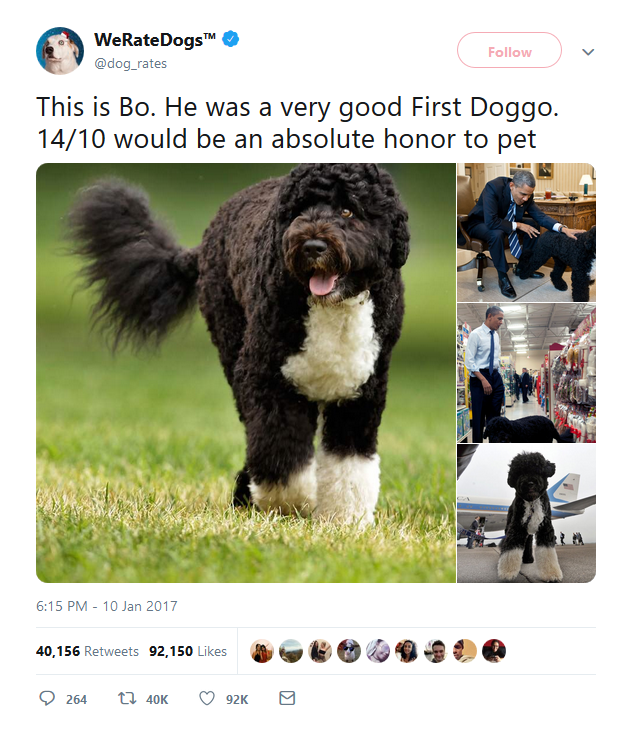 WeRateDogs™
@dog_rates
Follow
This is Bo. He was a very good First Doggo.
14/10 would be an absolute honor to pet
6:15 PM - 10 Jan 2017
40,156 Retweets 92,150 Likes
264 40K 92K